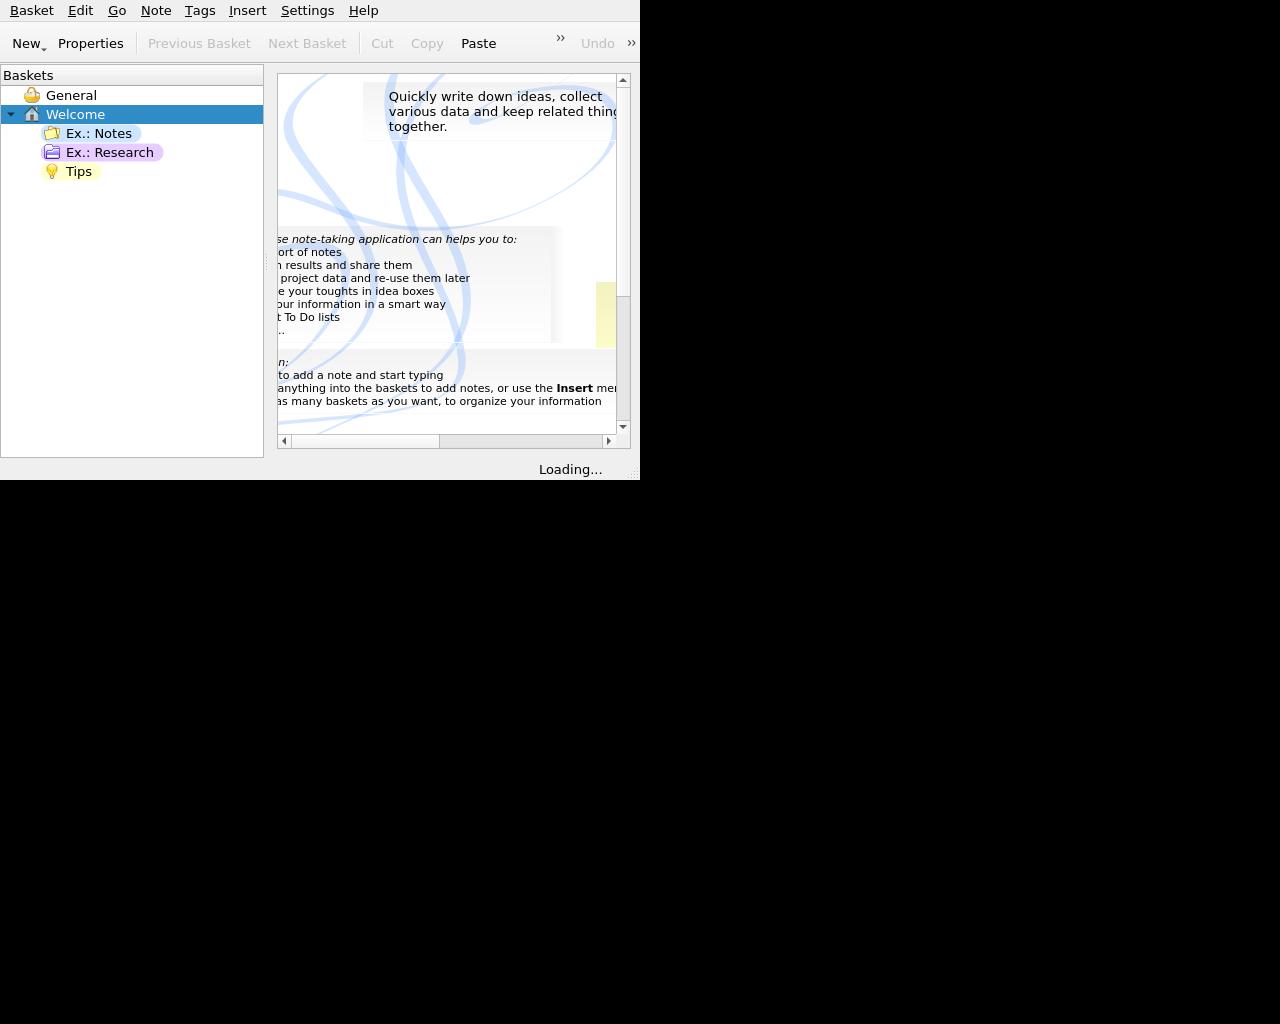 Basket Edit Go Note Tags Insert Settings Help
New Properties Previous Basket Next Basket Cut Copy Paste Undo
Baskets
General
Welcome
Ex.: Notes
Ex.: Research
Tips
Quickly write down ideas, collect
various data and keep related thing
together.
se note-taking application can helps you to:
ort of notes
n results and share them
project data and re-use them later
e your toughts in idea boxes
our information in a smart way
t To Do lists
..
n:
to add a note and start typing
anything into the baskets to add notes, or use the Insert men
as many baskets as you want, to organize your information
Loading...